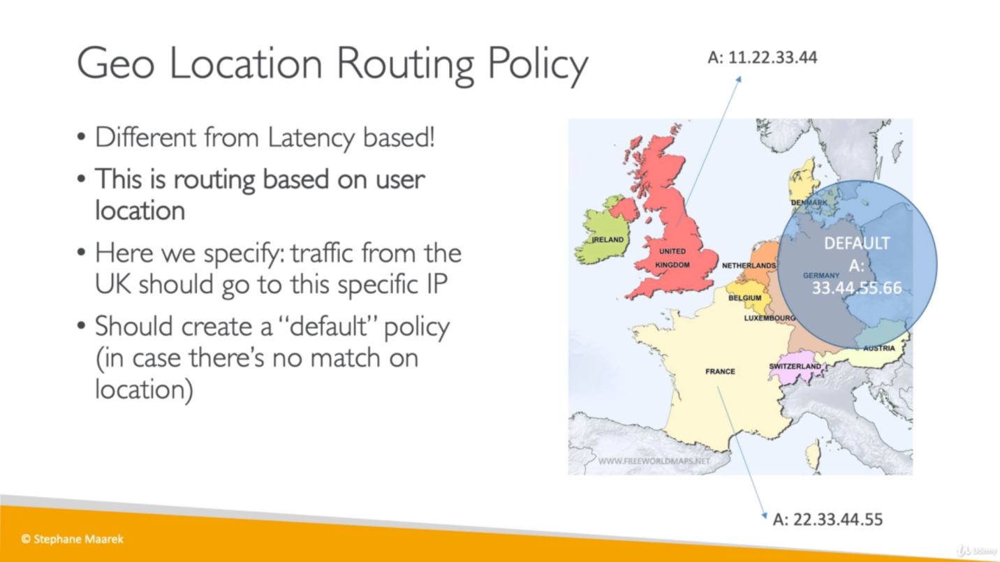 Geo Location Routing Policy
A: 11.22.33.44
• Different from Latency based!
• This is routing based on user
location
• Here we specify: traffic from the
UK should go to this specific IP
• Should create a “default” policy
(in case there’s no match on
location)
DENMARK
IRELAND
UNITED
KINGDOM
NETHERLANDS
GERMANY
BELGIUM
LUXEMBOURG
DEFAULT
A:
33.44.55.66
AUSTRIA
SWITZERLAND
FRANCE
WWW.FREEWORLDMAPS.NET
A: 22.33.44.55
© Stephane Maarek
Udemy